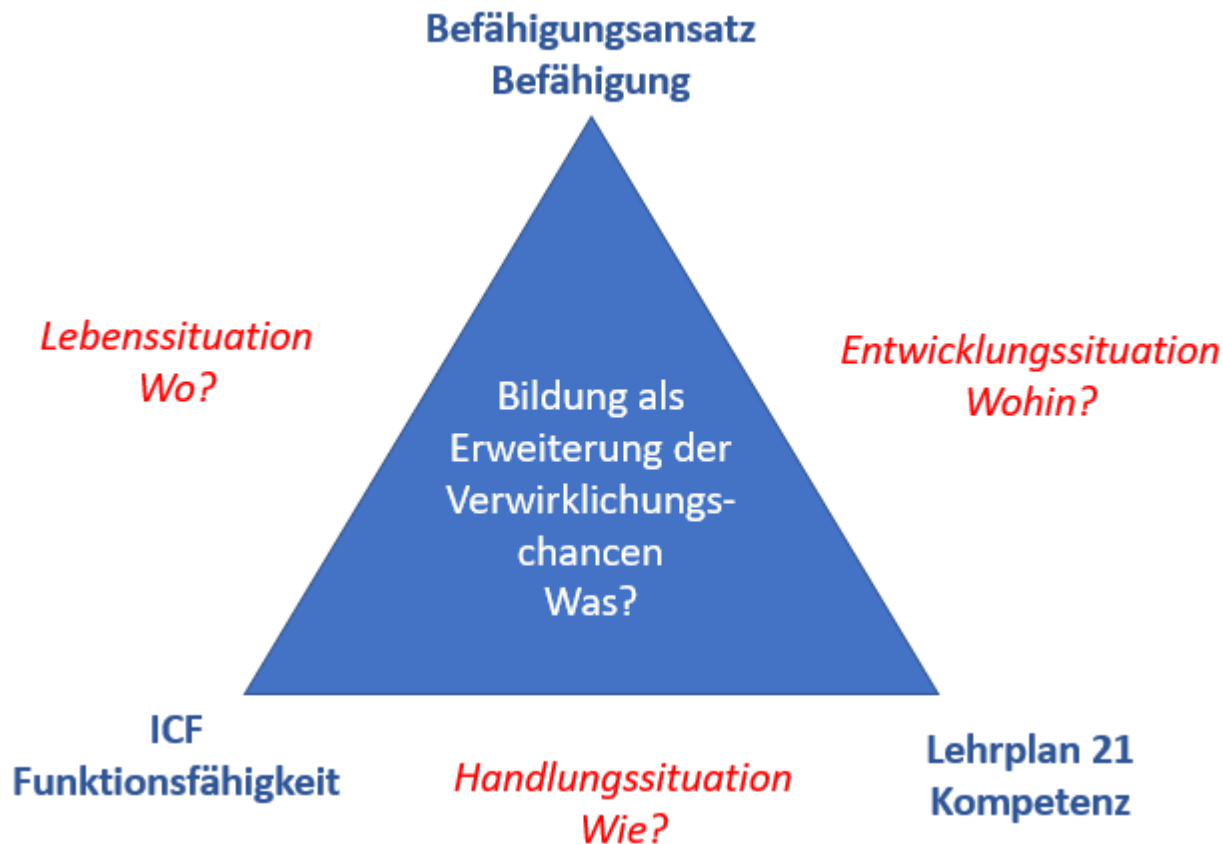 Befähigungsansatz
Befähigung
Lebenssituation
Wo?
Entwicklungssituation
Wohin?
Bildung als
Erweiterung der
Verwirklichungs-
chancen
Was?
ICF
Funktionsfähigkeit
Handlungssituation
Wie?
Lehrplan 21
Kompetenz